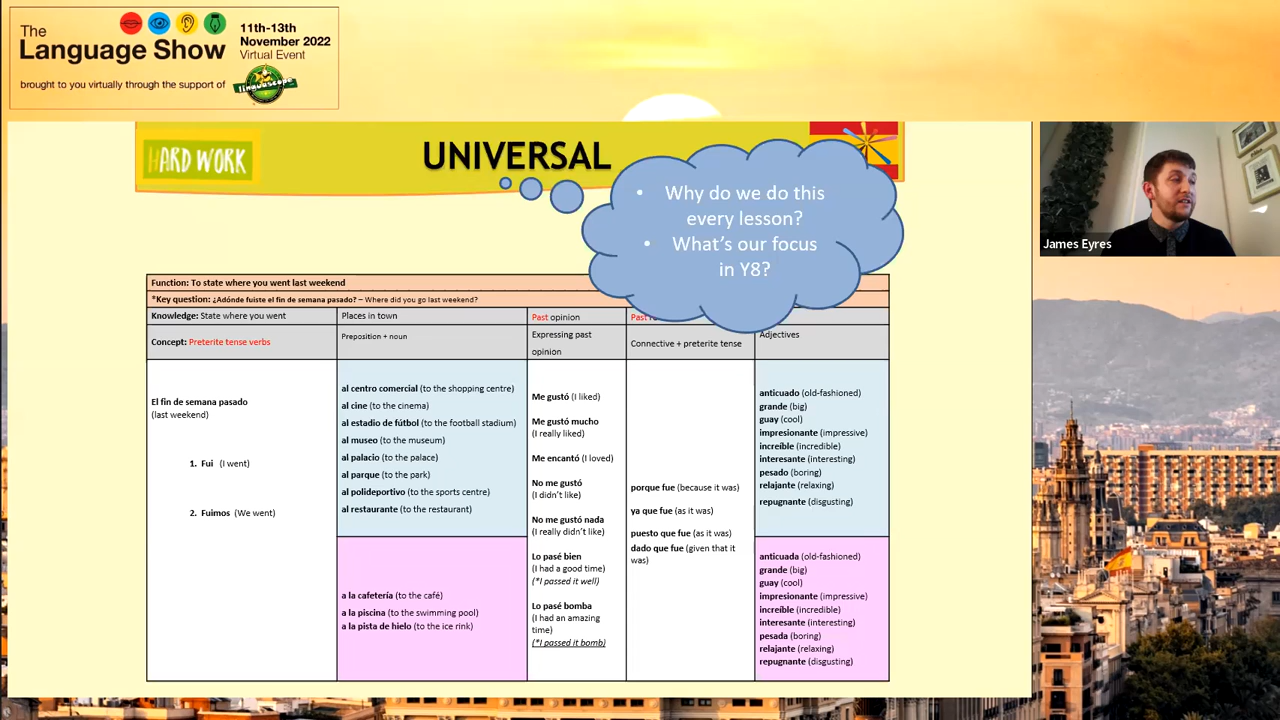 The
Language Show
11th-13th
November 2022
Virtual Event
brought to you virtually through the support of
linguascope
HARD WORK
UNIVERSAL
• Why do we do this
every lesson?
• What's our focus
in Y8?
James Eyres
Function: To state where you went last weekend
*Key question: ¿Adónde fuiste el fin de semana pasado? – Where did you go last weekend?
Knowledge: State where you went
Places in town
Past opinion
Past
Concept: Preterite tense verbs
Preposition + noun
Expressing past
opinion
Connective + preterite tense
Adjectives
El fin de semana pasado
(last weekend)
1. Fui (I went)
2. Fuimos (We went)
al centro comercial (to the shopping centre)
al cine (to the cinema)
al estadio de fútbol (to the football stadium)
al museo (to the museum)
al palacio (to the palace)
al parque (to the park)
al polideportivo (to the sports centre)
al restaurante (to the restaurant)
a la cafetería (to the café)
a la piscina (to the swimming pool)
a la pista de hielo (to the ice rink)
Me gustó (I liked)
Me gustó mucho
(I really liked)
Me encantó (I loved)
No me gustó
(I didn't like)
No me gustó nada
(I really didn't like)
Lo pasé bien
(I had a good time)
(*I passed it well)
Lo pasé bomba
(I had an amazing
time)
(*I passed it bomb)
porque fue (because it was)
ya que fue (as it was)
puesto que fue (as it was)
dado que fue (given that it
was)
anticuado (old-fashioned)
grande (big)
guay (cool)
impresionante (impressive)
increíble (incredible)
interesante (interesting)
pesado (boring)
relajante (relaxing)
repugnante (disgusting)
anticuada (old-fashioned)
grande (big)
guay (cool)
impresionante (impressive)
increíble (incredible)
interesante (interesting)
pesada (boring)
relajante (relaxing)
repugnante (disgusting)